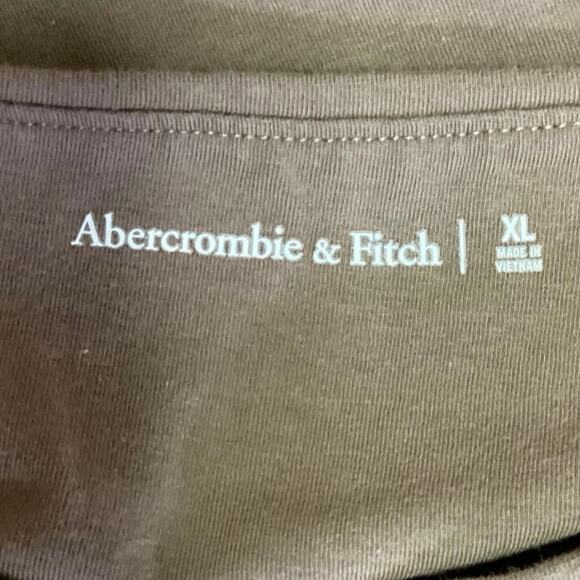 Abercrombie & Fitch | XL
MADE IN
VIETNAM